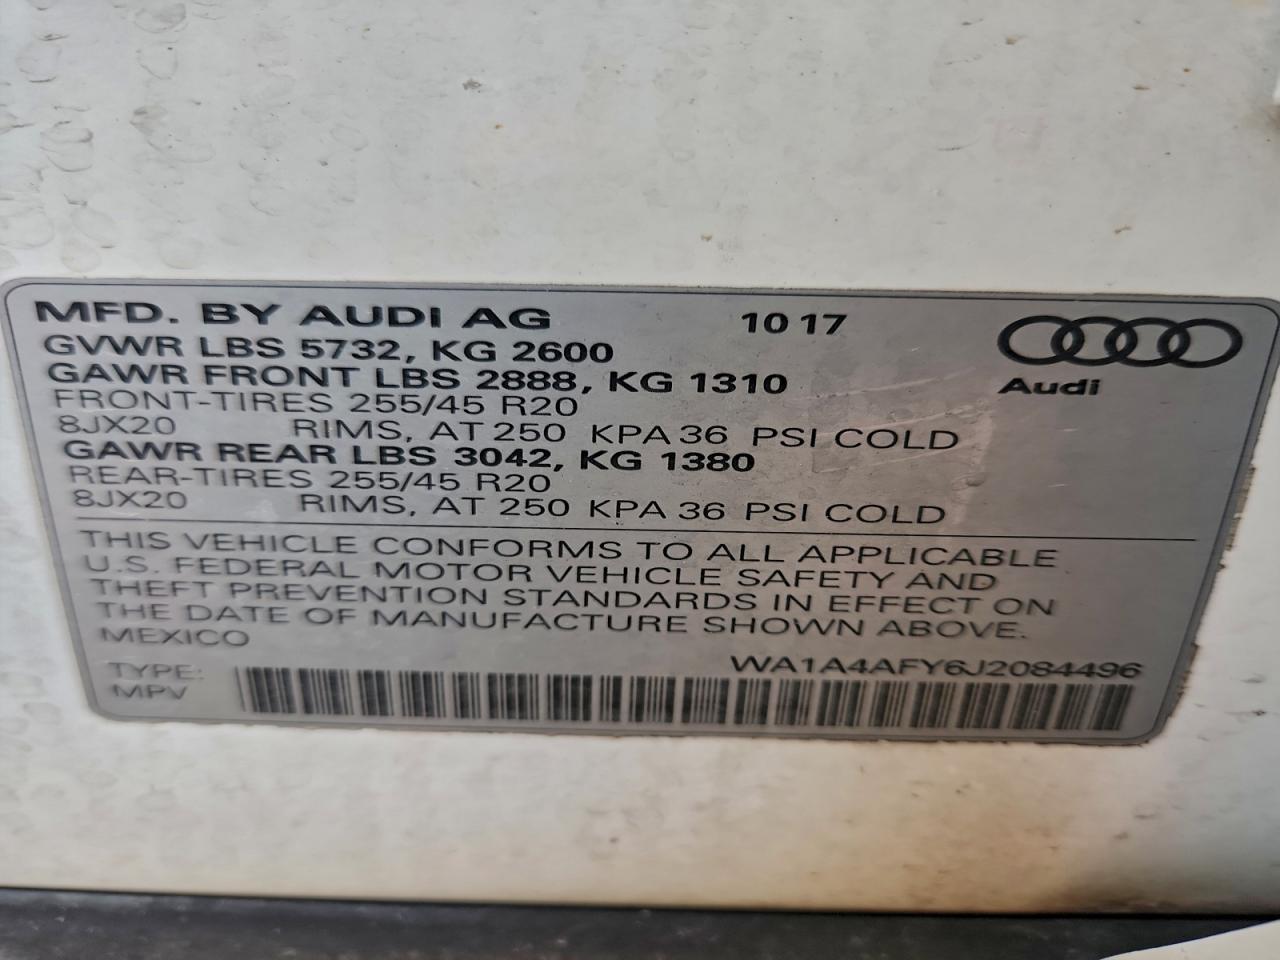 MFD. BY AUDI AG 10 17
GVWR LBS 5732, KG 2600
GAWR FRONT LBS 2888, KG 1310
FRONT-TIRES 255/45 R20
8JX20 RIMS, AT 250 KPA 36 PSI COLD
GAWR REAR LBS 3042, KG 1380
REAR-TIRES 255/45 R20
8JX20 RIMS, AT 250 KPA 36 PSI COLD
Audi
THIS VEHICLE CONFORMS TO ALL APPLICABLE
U.S. FEDERAL MOTOR VEHICLE SAFETY AND
THEFT PREVENTION STANDARDS IN EFFECT ON
THE DATE OF MANUFACTURE SHOWN ABOVE.
MEXICO
TYPE: WA1A4AFY6J2084496
MPV